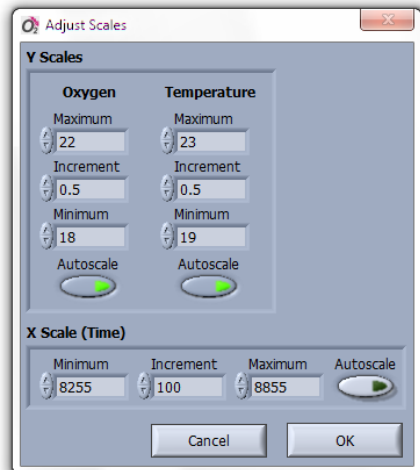 O2 Adjust Scales
Y Scales
Oxygen Temperature
Maximum Maximum
22 23
Increment Increment
0.5 0.5
Minimum Minimum
18 19
Autoscale Autoscale
X Scale (Time)
Minimum Increment Maximum Autoscale
8255 100 8855
Cancel OK